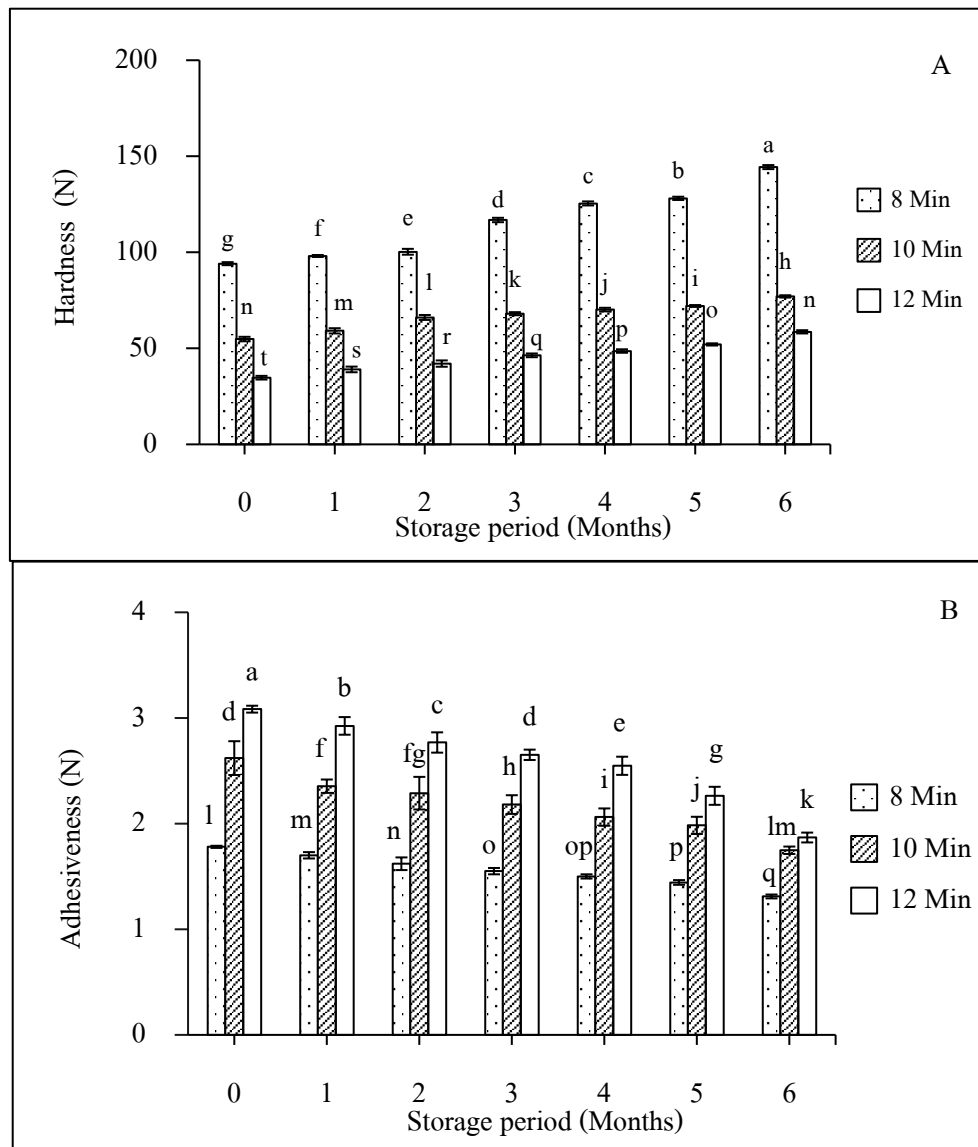 A
200
150
100
50
0
Hardness (N)
g f e d c b a
n m l k j i h
t s r q p o n
8 Min
10 Min
12 Min
0 1 2 3 4 5 6
Storage period (Months)
B
4
3
2
1
0
Adhesiveness (N)
a b c d e g k
d f fg h i j lm
l m n o op p q
8 Min
10 Min
12 Min
0 1 2 3 4 5 6
Storage period (Months)